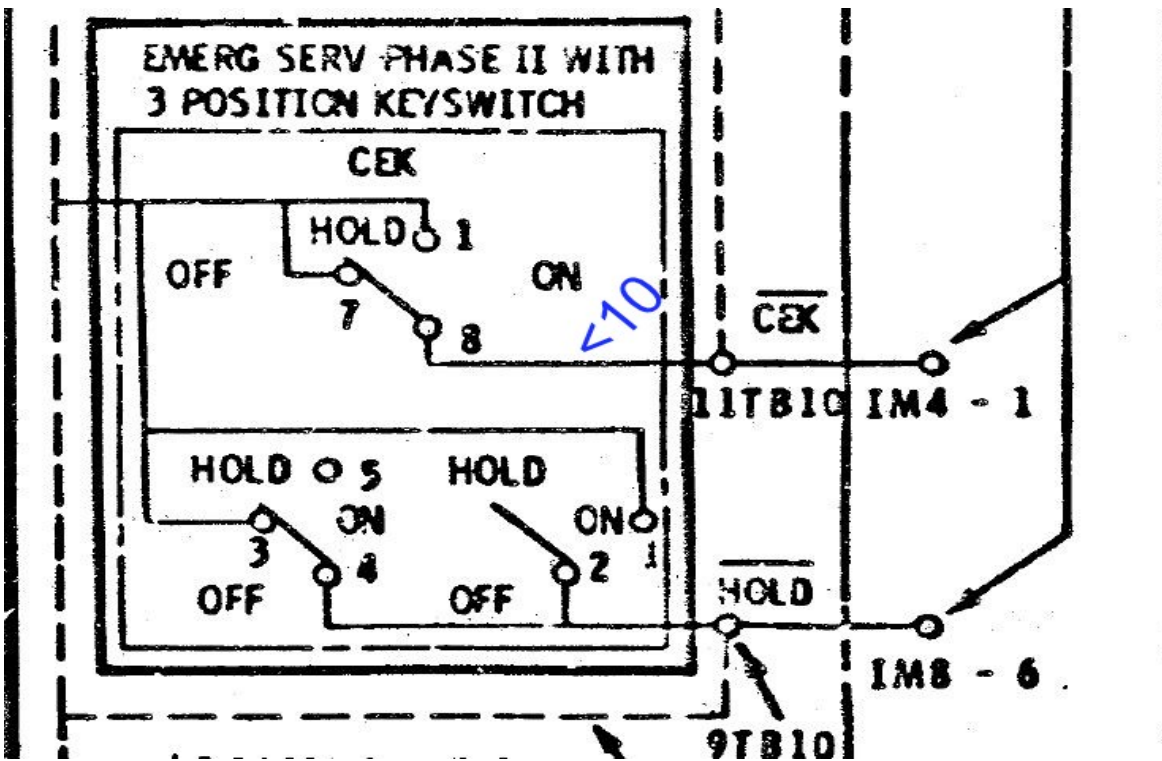 EMERG SERV PHASE II WITH
3 POSITION KEYSWITCH
CEK
HOLD 1
OFF
ON
7
8
<10
CEK
11TB10 IM4 - 1
HOLD 5
HOLD
ON
ON
3
4
2
1
OFF
OFF
HOLD
IM8 - 6
9TB10